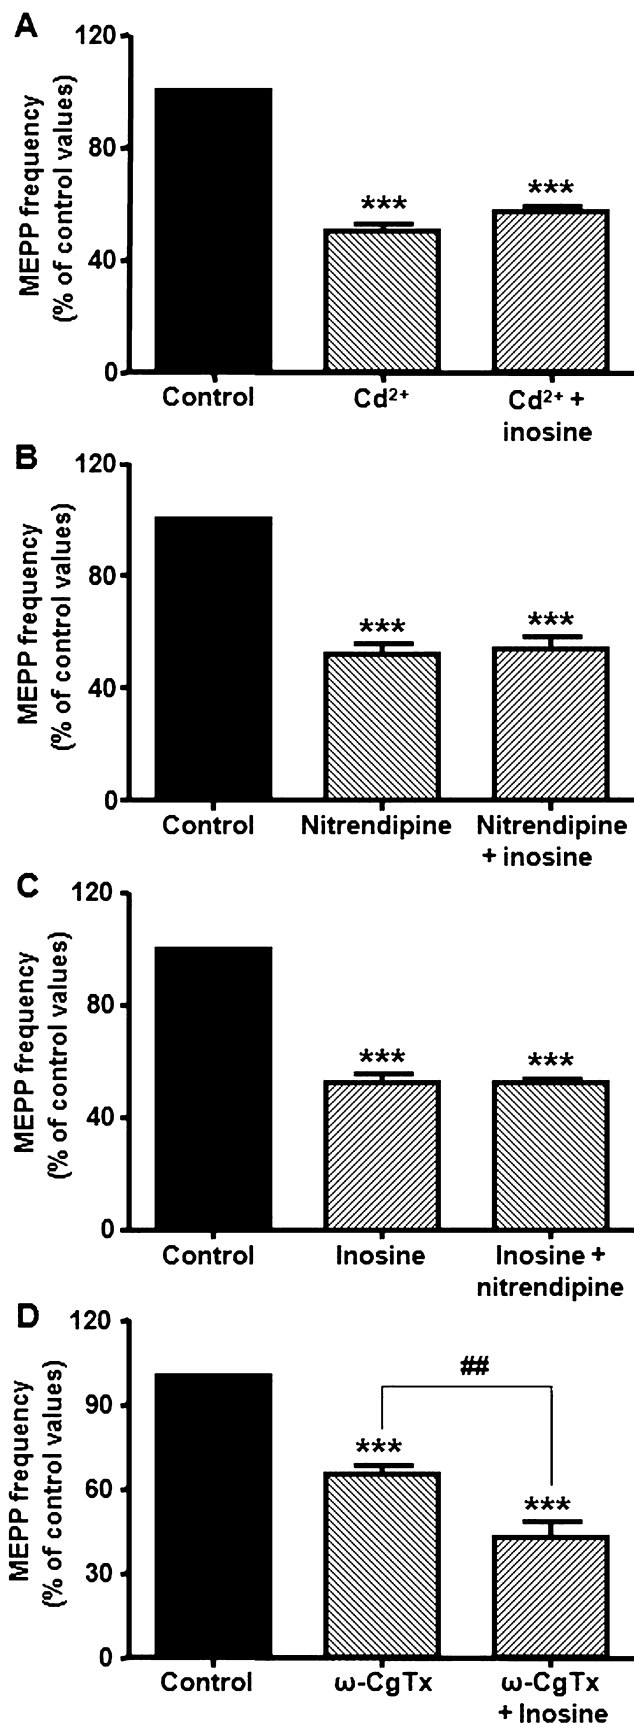 A
120
80
40
0
MEPP frequency
(% of control values)
***
***
Control
Cd²⁺
Cd²⁺ +
inosine
B
120
80
40
0
MEPP frequency
(% of control values)
***
***
Control
Nitrendipine
Nitrendipine
+ inosine
C
120
80
40
0
MEPP frequency
(% of control values)
***
***
Control
Inosine
Inosine +
nitrendipine
D
120
90
60
30
0
MEPP frequency
(% of control values)
##
***
***
Control
ω-CgTx
ω-CgTx
+ Inosine